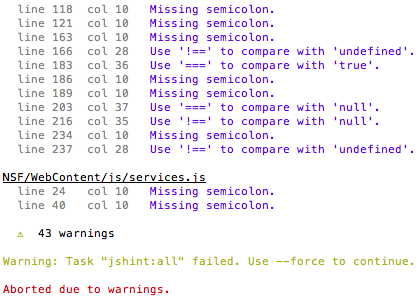 line 118 col 10 Missing semicolon.
line 121 col 10 Missing semicolon.
line 163 col 10 Missing semicolon.
line 166 col 28 Use '!==' to compare with 'undefined'.
line 183 col 36 Use '===' to compare with 'true'.
line 186 col 10 Missing semicolon.
line 189 col 10 Missing semicolon.
line 203 col 37 Use '===' to compare with 'null'.
line 216 col 35 Use '!==' to compare with 'null'.
line 234 col 10 Missing semicolon.
line 237 col 28 Use '!==' to compare with 'undefined'.
NSF/WebContent/js/services.js
line 24 col 10 Missing semicolon.
line 40 col 10 Missing semicolon.
⚠ 43 warnings
Warning: Task "jshint:all" failed. Use --force to continue.
Aborted due to warnings.